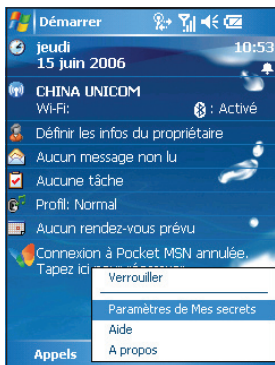 Démarrer
jeudi
10:53
15 juin 2006
CHINA UNICOM
Wi-Fi:
: Activé
Définir les infos du propriétaire
Aucun message non lu
Aucune tâche
Profil: Normal
Aucun rendez-vous prévu
Connexion à Pocket MSN annulée.
Tapez ici
Verrouiller
Paramètres de Mes secrets
Aide
A propos
Appels